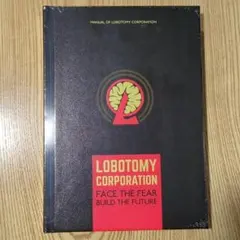 MANUAL OF LOBOTOMY CORPORATION
LOBOTOMY
CORPORATION
FACE THE FEAR
BUILD THE FUTURE